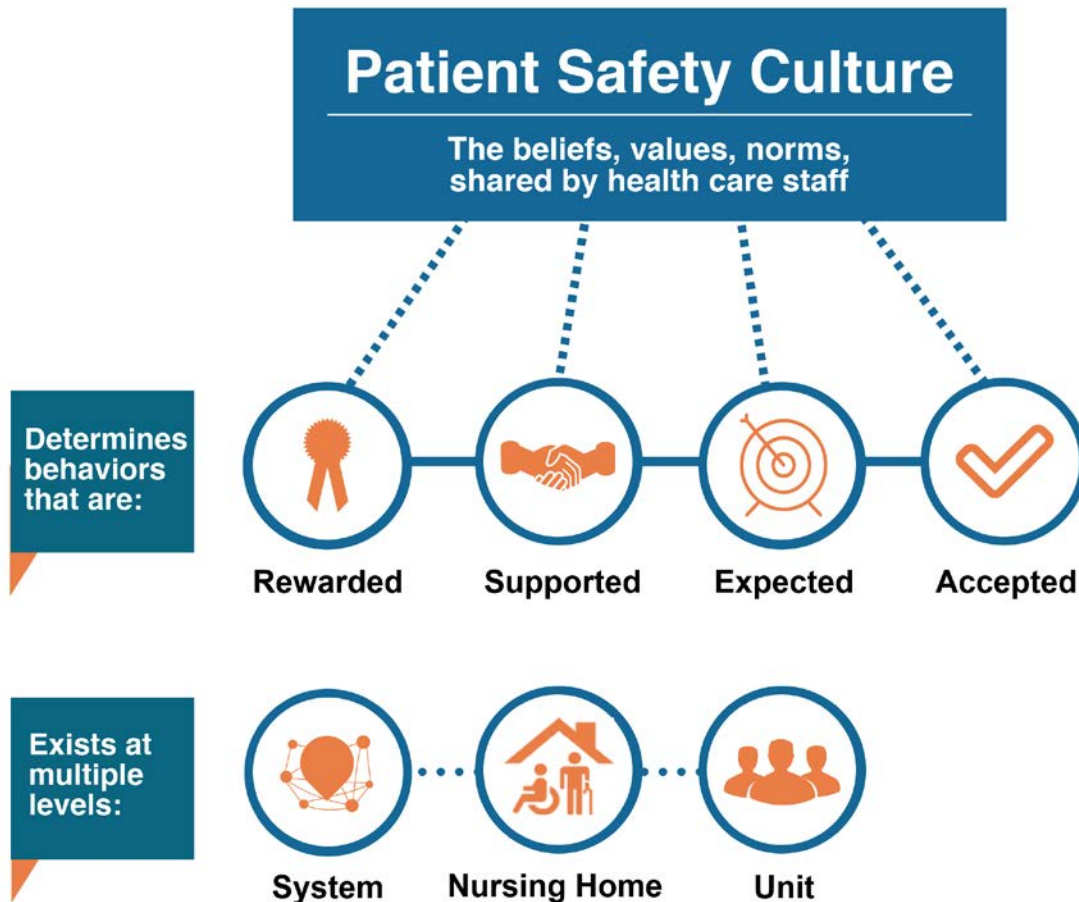 Patient Safety Culture
The beliefs, values, norms,
shared by health care staff
Determines
behaviors
that are:
Rewarded
Supported
Expected
Accepted
Exists at
multiple
levels:
System
Nursing Home
Unit